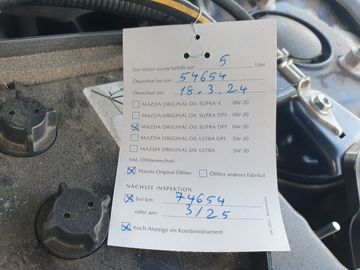 Der Motor wurde befüllt mit 5 Liter
Ölwechsel bei km: 54654
Ölwechsel am: 18.3.24
MAZDA ORIGINAL OIL SUPRA-X 0W-20
MAZDA ORIGINAL OIL SUPRA DPF 0W-20
MAZDA ORIGINAL OIL ULTRA DPF 0W-30
MAZDA ORIGINAL OIL ULTRA DPF 5W-30
MAZDA ORIGINAL OIL ULTRA 5W-30
inkl. Ölfilterwechsel
Mazda Original Ölfilter Ölfilter anderes Fabrikat
NÄCHSTE INSPEKTION
bei km: 74654
oder am: 3/25
nach Anzeige im Kombiinstrument